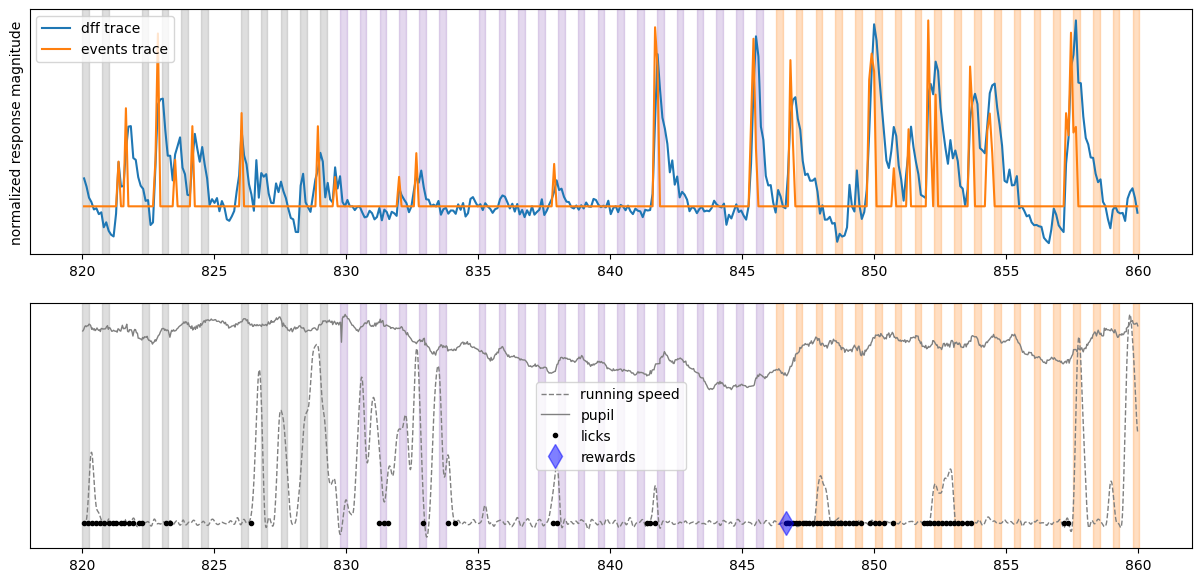 normalized response magnitude
dff trace
events trace
820 825 830 835 840 845 850 855 860
running speed
pupil
licks
rewards
820 825 830 835 840 845 850 855 860